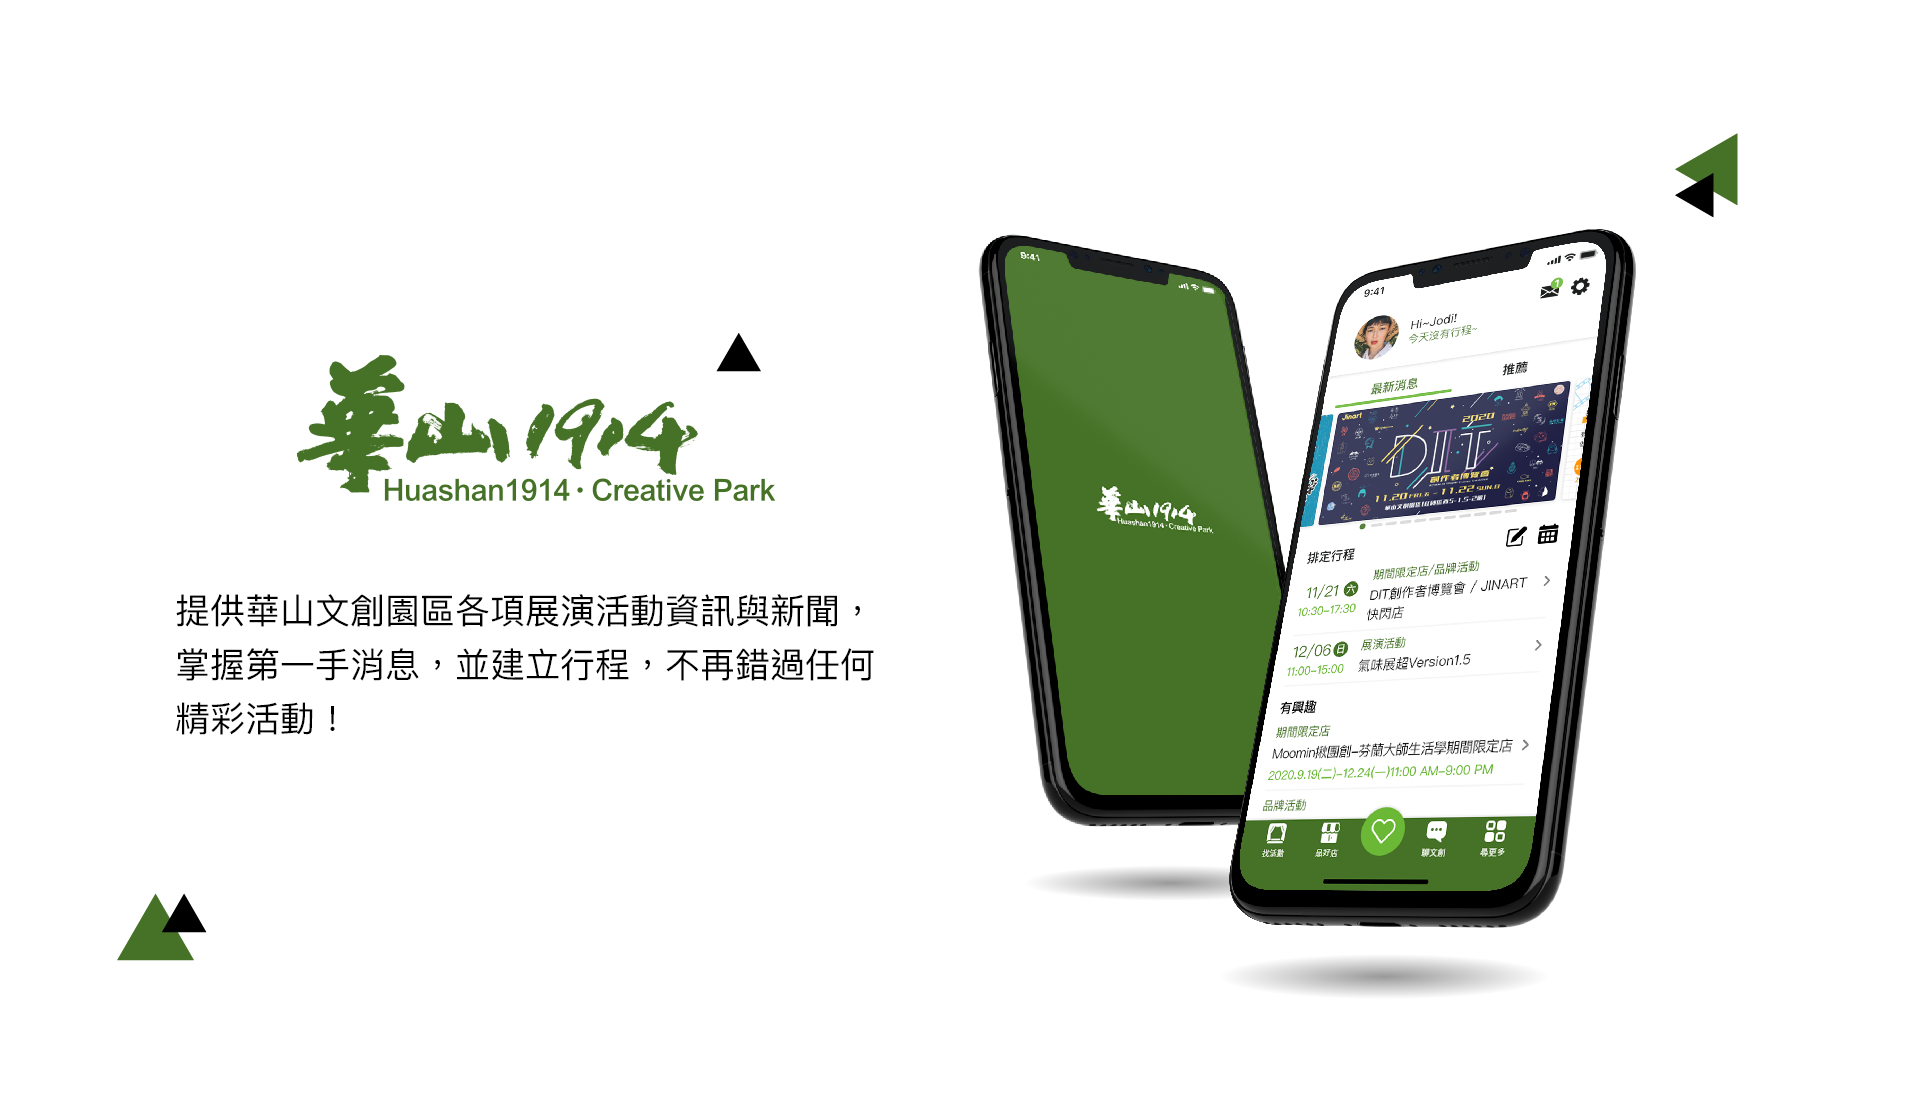 華山1914
Huashan1914·Creative Park
提供華山文創園區各項展演活動資訊與新聞，
掌握第一手消息，並建立行程，不再錯過任何
精彩活動！
9:41
華山1914
Huashan1914·Creative Park
9:41
1
Hi~Jodi!
今天沒有行程~
最新消息
推薦
Jinart
2020
DIT
創作者博覽會
11.20 FRI.五 - 11.22 SUN.日
排定行程
期間限定店/品牌活動
11/21 六
DIT創作者博覽會 / JINART
10:30-17:30
快閃店
展演活動
12/06 日
氣味展超Version1.5
11:00-15:00
有興趣
期間限定店
Moomin揪團創-芬蘭大師生活學期間限定店
2020.9.19(二)-12.24(一)11:00 AM-9:00 PM
品牌活動
找活動
品好店
聊文創
尋更多